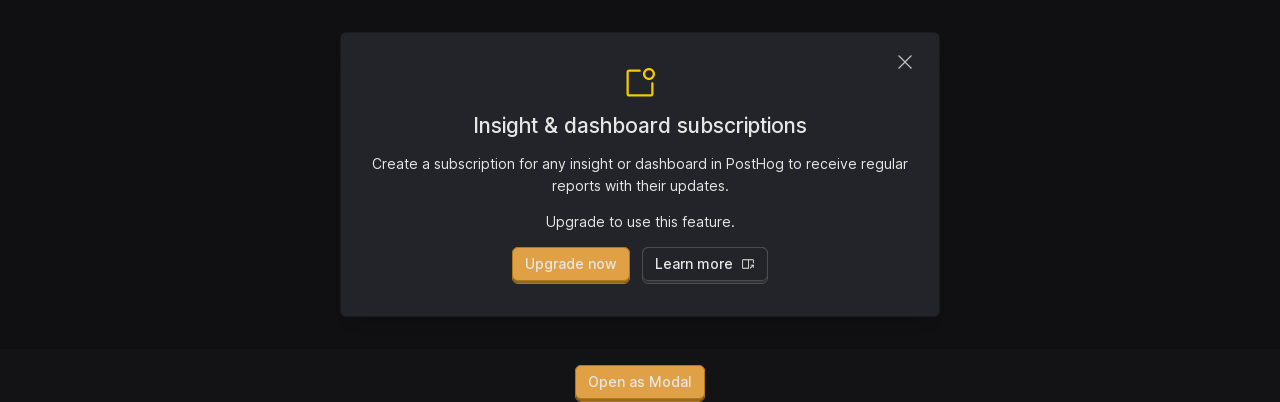 Insight & dashboard subscriptions
Create a subscription for any insight or dashboard in PostHog to receive regular
reports with their updates.
Upgrade to use this feature.
Upgrade now
Learn more
Open as Modal